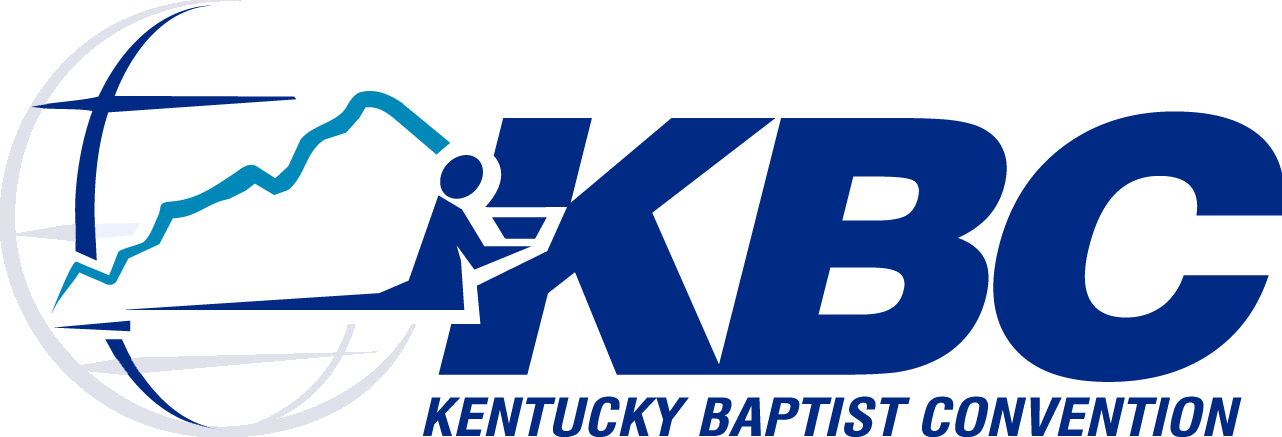 KBC
KENTUCKY BAPTIST CONVENTION